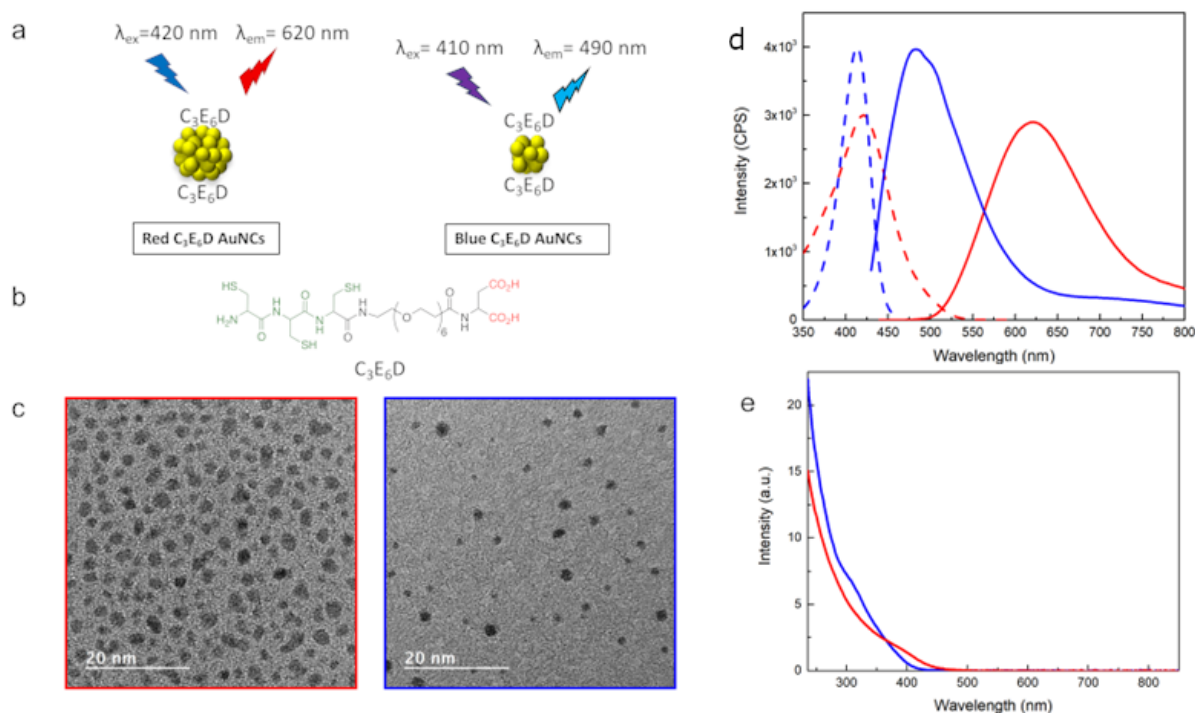 a
λex=420 nm
λem= 620 nm
C₃E₆D
C₃E₆D
Red C₃E₆D AuNCs
λex= 410 nm
λem= 490 nm
C₃E₆D
C₃E₆D
Blue C₃E₆D AuNCs
b
SH
O
H
N
SH
O
CO₂H
H₂N
N
H
O
SH
O
H
N
O
6
O
N
H
CO₂H
C₃E₆D
c
20 nm
20 nm
d
Intensity (CPS)
4x10³
3x10³
2x10³
1x10³
0
350 400 450 500 550 600 650 700 750 800
Wavelength (nm)
e
Intensity (a.u.)
20
15
10
5
0
300 400 500 600 700 800
Wavelength (nm)